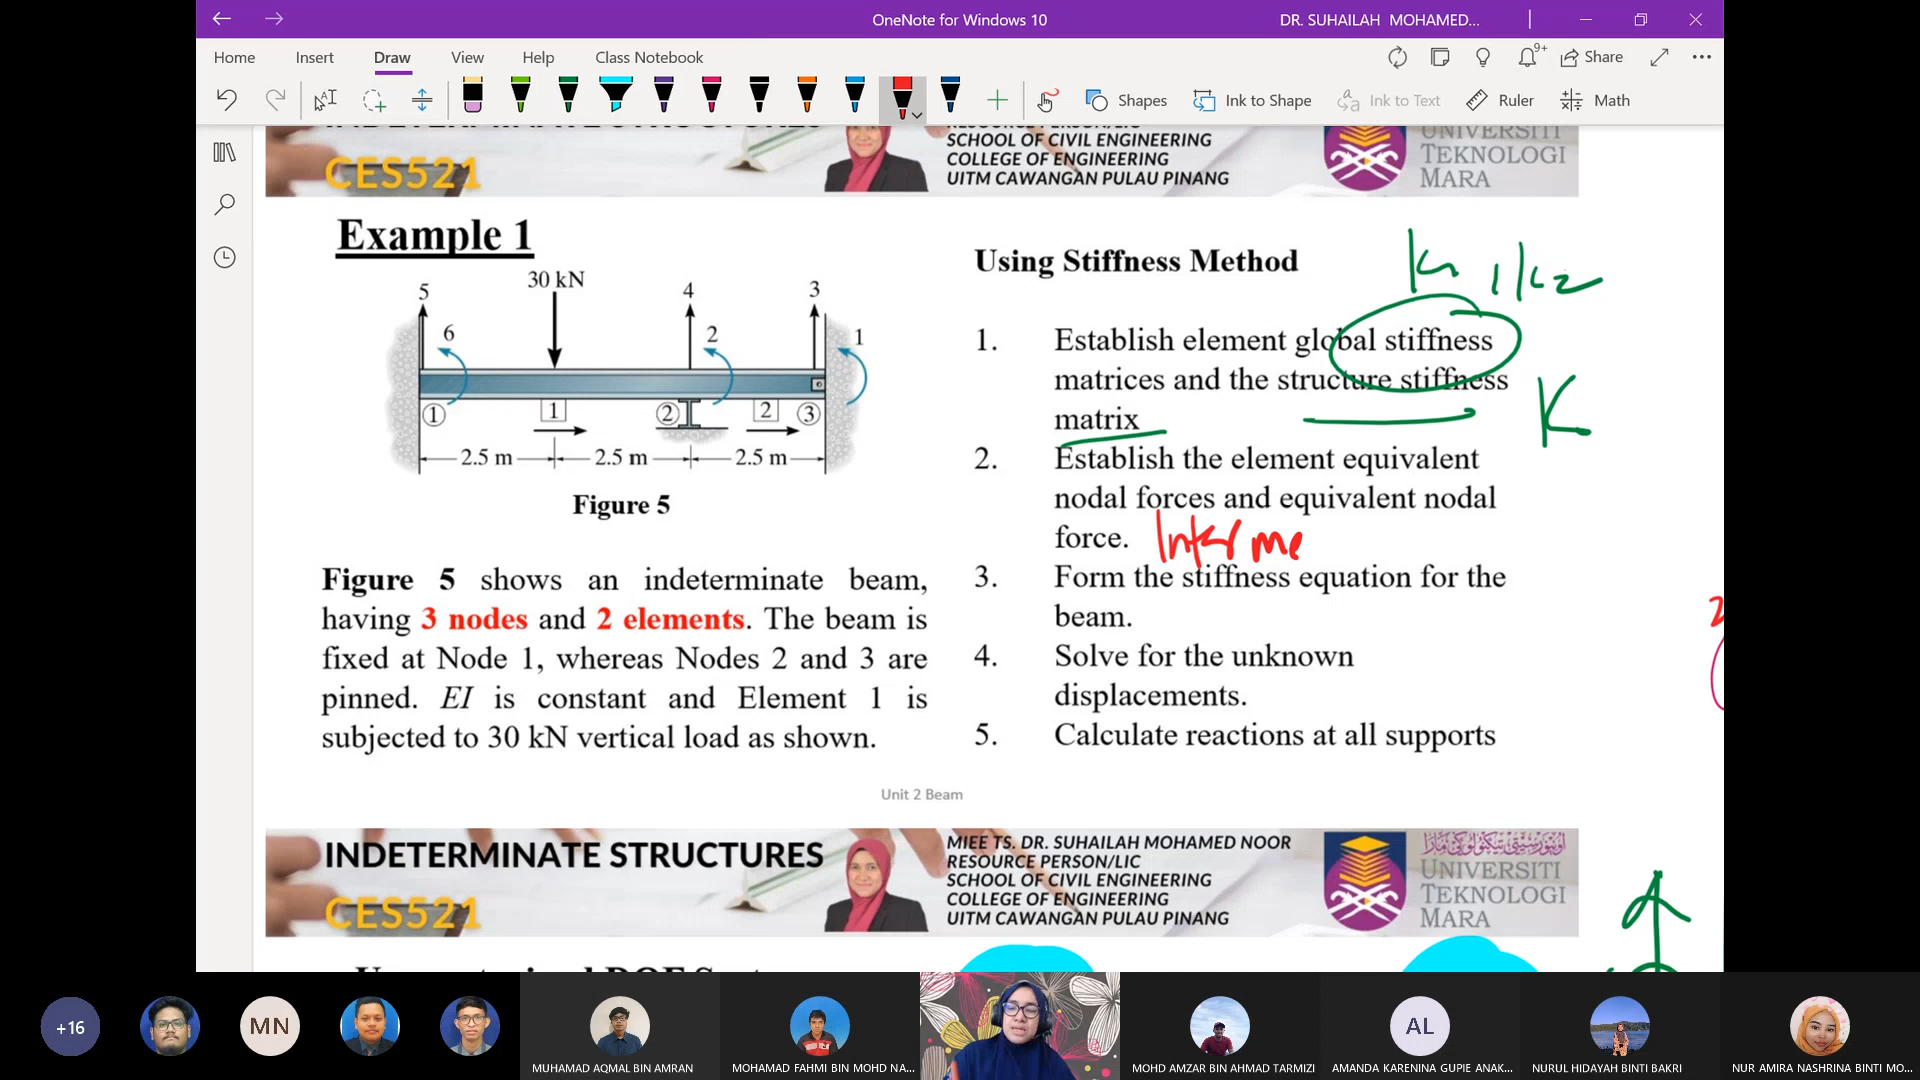 OneNote for Windows 10
DR. SUHAILAH MOHAMED...
Home Insert Draw View Help Class Notebook
9+ Share
Shapes Ink to Shape Ink to Text Ruler Math
CES521
SCHOOL OF CIVIL ENGINEERING
COLLEGE OF ENGINEERING
UITM CAWANGAN PULAU PINANG
UNIVERSITI
TEKNOLOGI
MARA
Example 1
30 kN
5 4 3
6 2 1
1 1 2 2 3
2.5 m 2.5 m 2.5 m
Figure 5
Figure 5 shows an indeterminate beam,
having 3 nodes and 2 elements. The beam is
fixed at Node 1, whereas Nodes 2 and 3 are
pinned. EI is constant and Element 1 is
subjected to 30 kN vertical load as shown.
Using Stiffness Method
1. Establish element global stiffness
matrices and the structure stiffness
matrix
K
2. Establish the element equivalent
nodal forces and equivalent nodal
force. Interme
3. Form the stiffness equation for the
beam.
4. Solve for the unknown
displacements.
5. Calculate reactions at all supports
Unit 2 Beam
INDETERMINATE STRUCTURES
CES521
MIEE TS. DR. SUHAILAH MOHAMED NOOR
RESOURCE PERSON/LIC
SCHOOL OF CIVIL ENGINEERING
COLLEGE OF ENGINEERING
UITM CAWANGAN PULAU PINANG
UNIVERSITI
TEKNOLOGI
MARA
+16
MN
AL
MUHAMAD AQMAL BIN AMRAN
MOHAMAD FAHMI BIN MOHD NA...
MOHD AMZAR BIN AHMAD TARMIZI
AMANDA KARENINA GUPIE ANAK...
NURUL HIDAYAH BINTI BAKRI
NUR AMIRA NASHRINA BINTI MO...